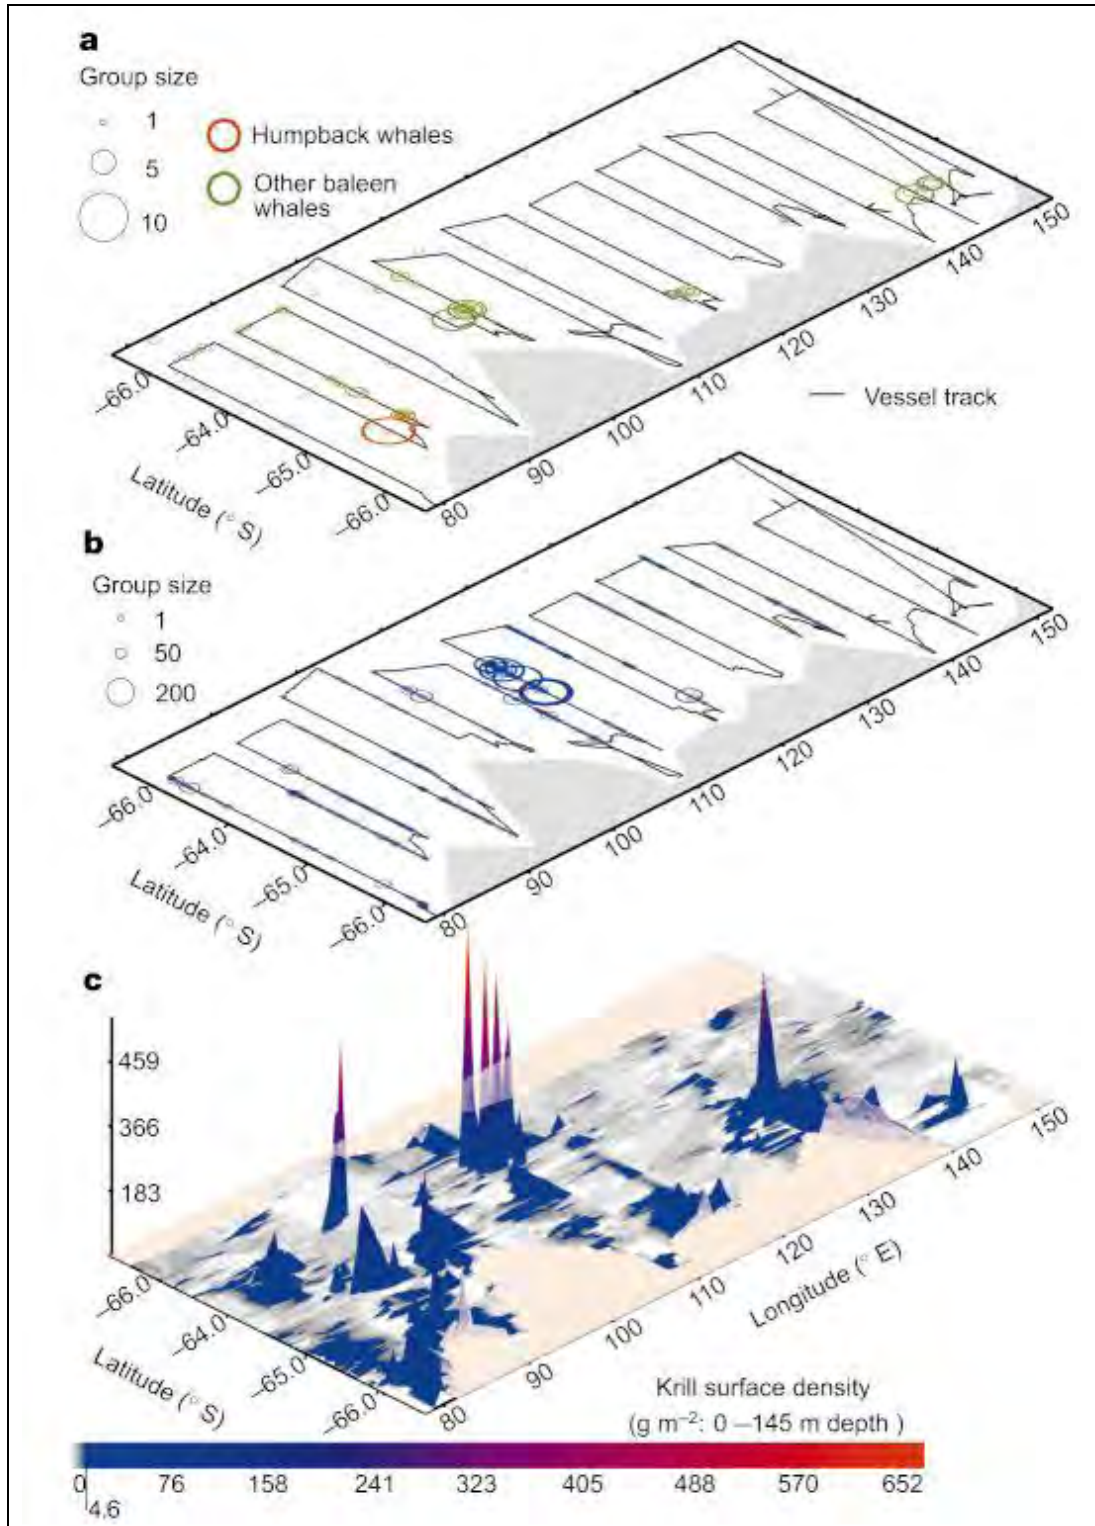 a
Group size
1
5
10
Humpback whales
Other baleen
whales
150
140
130
120
110
100
90
80
Vessel track
–66.0
–64.0
–65.0
–66.0
Latitude (° S)
b
Group size
1
50
200
150
140
130
120
110
100
90
80
–66.0
–64.0
–65.0
–66.0
Latitude (° S)
c
459
366
183
150
140
130
120
110
100
90
80
Longitude (° E)
–66.0
–64.0
–65.0
–66.0
Latitude (° S)
Krill surface density
(g m–2: 0 –145 m depth )
0 76 158 241 323 405 488 570 652
4.6